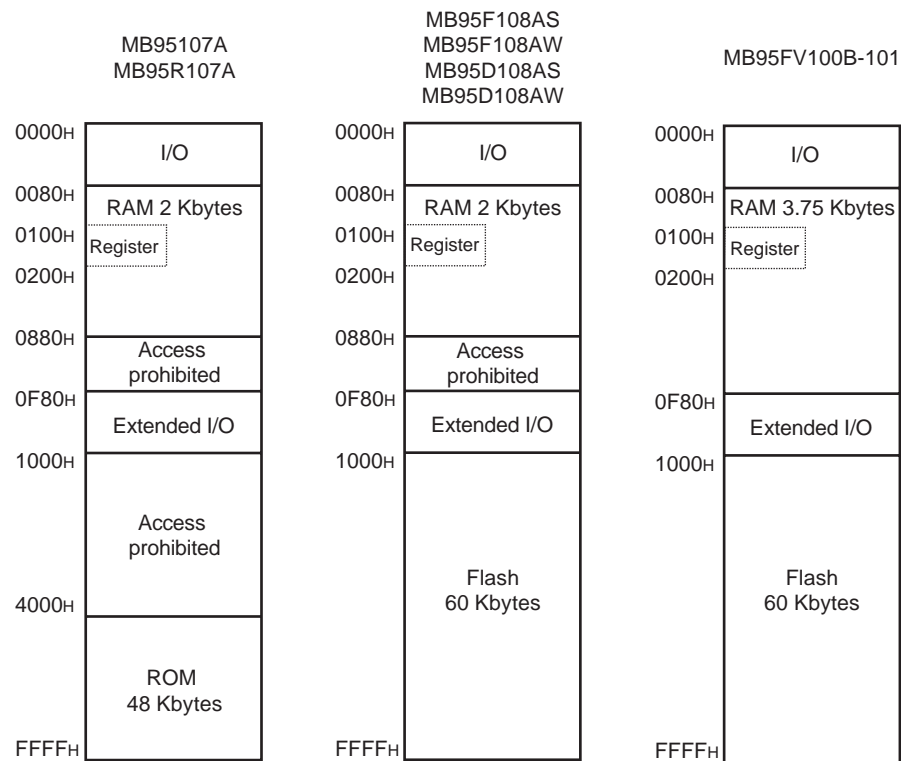 MB95107A
MB95R107A
0000H
I/O
0080H
RAM 2 Kbytes
0100H
Register
0200H
0880H
Access
prohibited
0F80H
Extended I/O
1000H
Access
prohibited
4000H
ROM
48 Kbytes
FFFFH
MB95F108AS
MB95F108AW
MB95D108AS
MB95D108AW
0000H
I/O
0080H
RAM 2 Kbytes
0100H
Register
0200H
0880H
Access
prohibited
0F80H
Extended I/O
1000H
Flash
60 Kbytes
FFFFH
MB95FV100B-101
0000H
I/O
0080H
RAM 3.75 Kbytes
0100H
Register
0200H
0F80H
Extended I/O
1000H
Flash
60 Kbytes
FFFFH